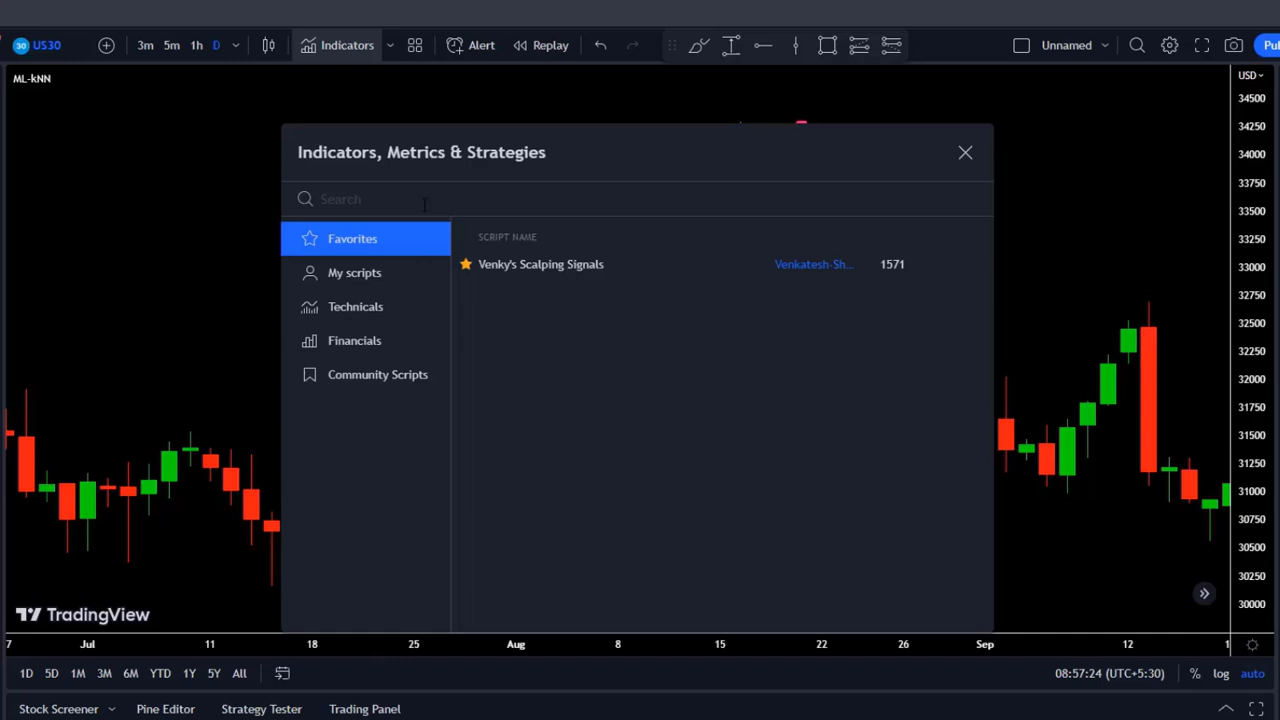 30 US30 3m 5m 1h D Indicators Alert Replay Unnamed
ML-kNN
USD
Indicators, Metrics & Strategies
Search
Favorites
My scripts
Technicals
Financials
Community Scripts
SCRIPT NAME
Venky's Scalping Signals Venkatesh-Sh... 1571
34500
34250
34000
33750
33500
33250
33000
32750
32500
32250
32000
31750
31500
31250
31000
30750
30500
30250
30000
TradingView
7 Jul 11 18 25 Aug 8 15 22 26 Sep 12
1D 5D 1M 3M 6M YTD 1Y 5Y All 08:57:24 (UTC+5:30) % log auto
Stock Screener Pine Editor Strategy Tester Trading Panel